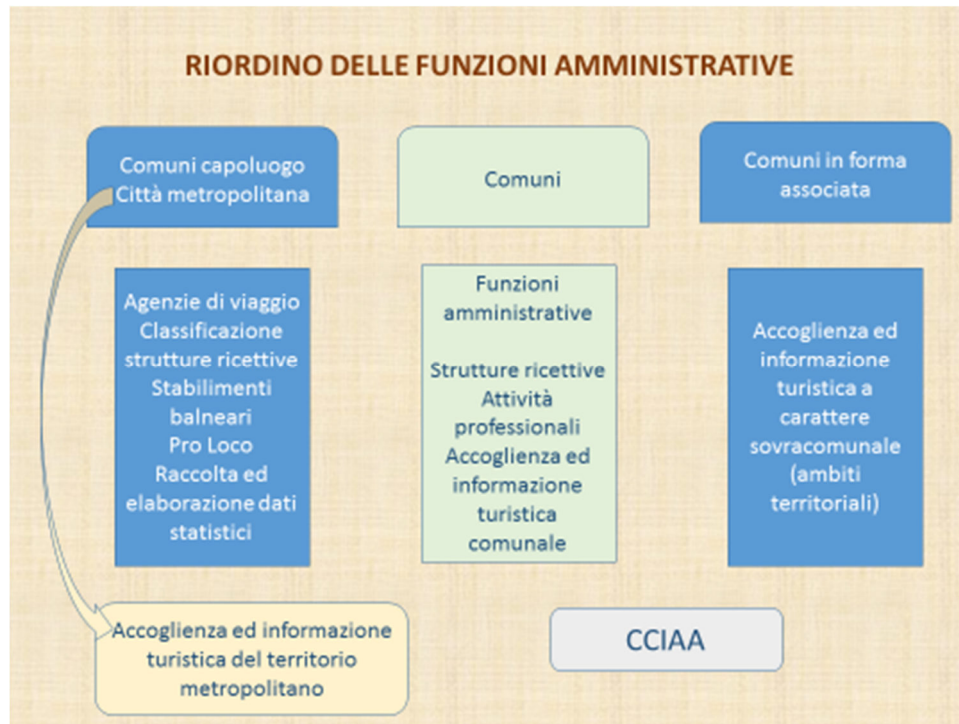 RIORDINO DELLE FUNZIONI AMMINISTRATIVE
Comuni capoluogo
Città metropolitana
Comuni
Comuni in forma
associata
Agenzie di viaggio
Classificazione
strutture ricettive
Stabilimenti
balneari
Pro Loco
Raccolta ed
elaborazione dati
statistici
Funzioni
amministrative
Strutture ricettive
Attività
professionali
Accoglienza ed
informazione
turistica
comunale
Accoglienza ed
informazione
turistica a
carattere
sovracomunale
(ambiti
territoriali)
Accoglienza ed informazione
turistica del territorio
metropolitano
CCIAA